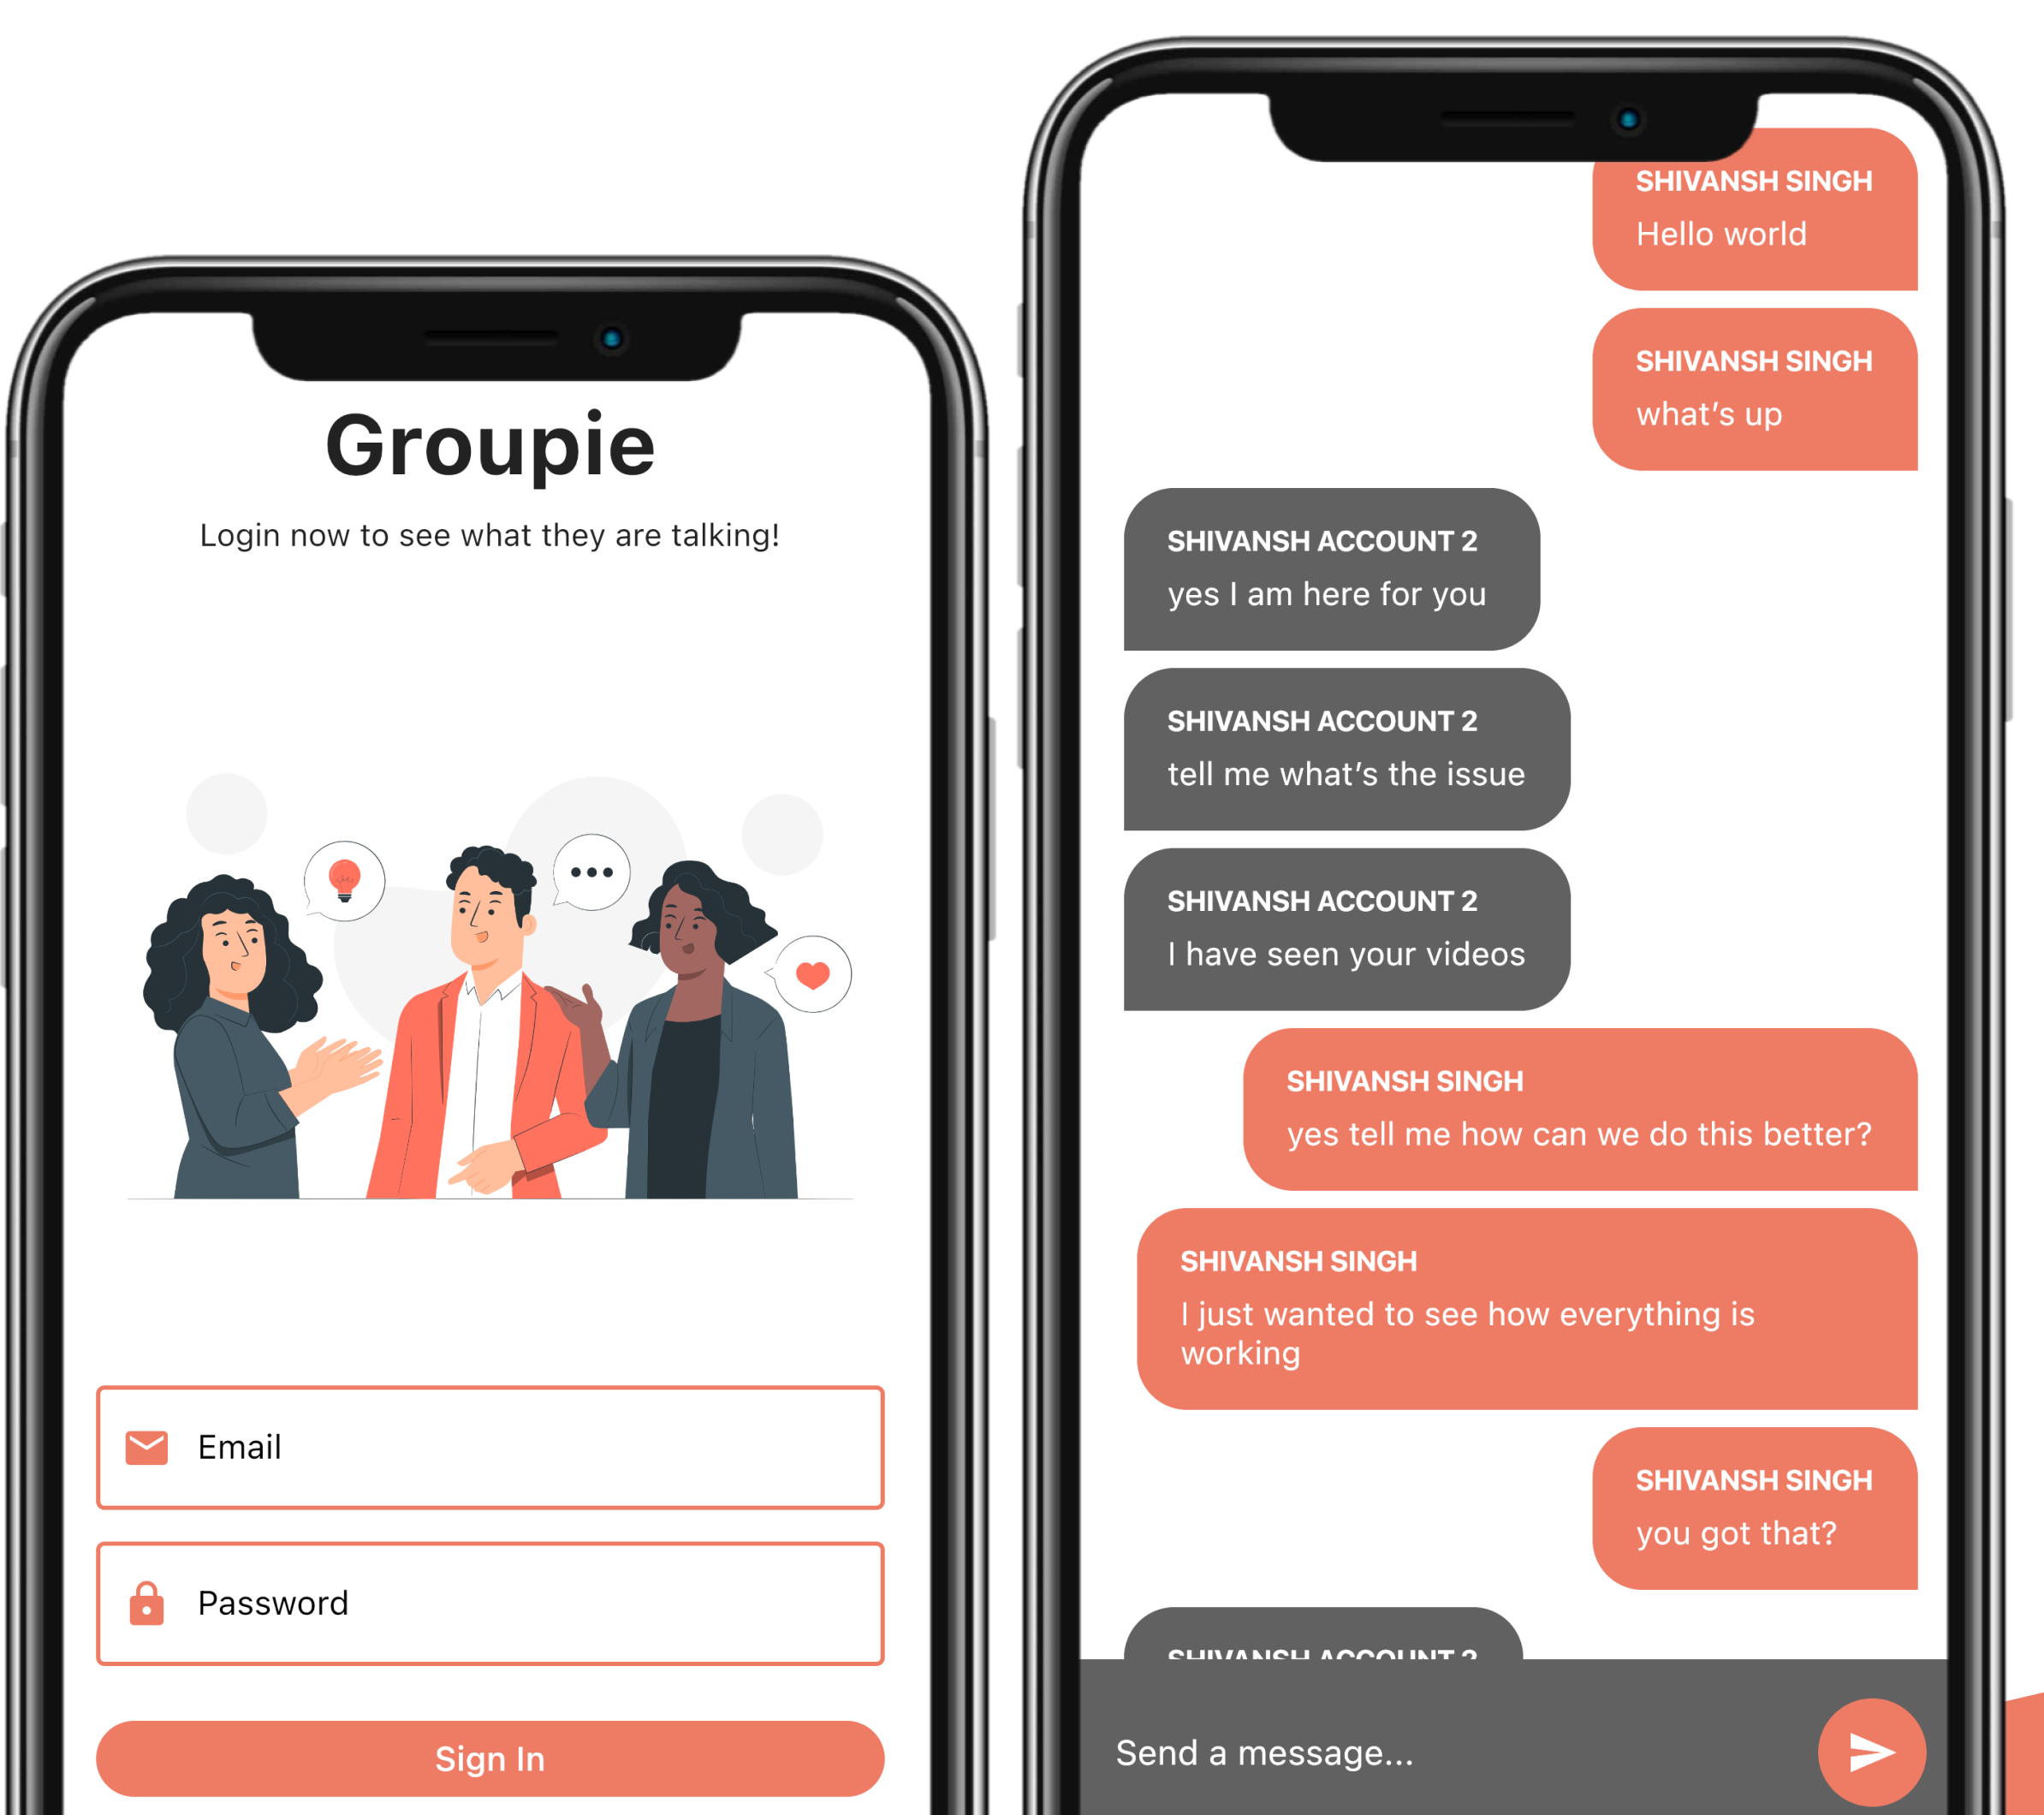 Groupie
Login now to see what they are talking!
Email
Password
Sign In
SHIVANSH SINGH
Hello world
SHIVANSH SINGH
what's up
SHIVANSH ACCOUNT 2
yes I am here for you
SHIVANSH ACCOUNT 2
tell me what's the issue
SHIVANSH ACCOUNT 2
I have seen your videos
SHIVANSH SINGH
yes tell me how can we do this better?
SHIVANSH SINGH
I just wanted to see how everything is
working
SHIVANSH SINGH
you got that?
SHIVANSH ACCOUNT 2
Send a message...